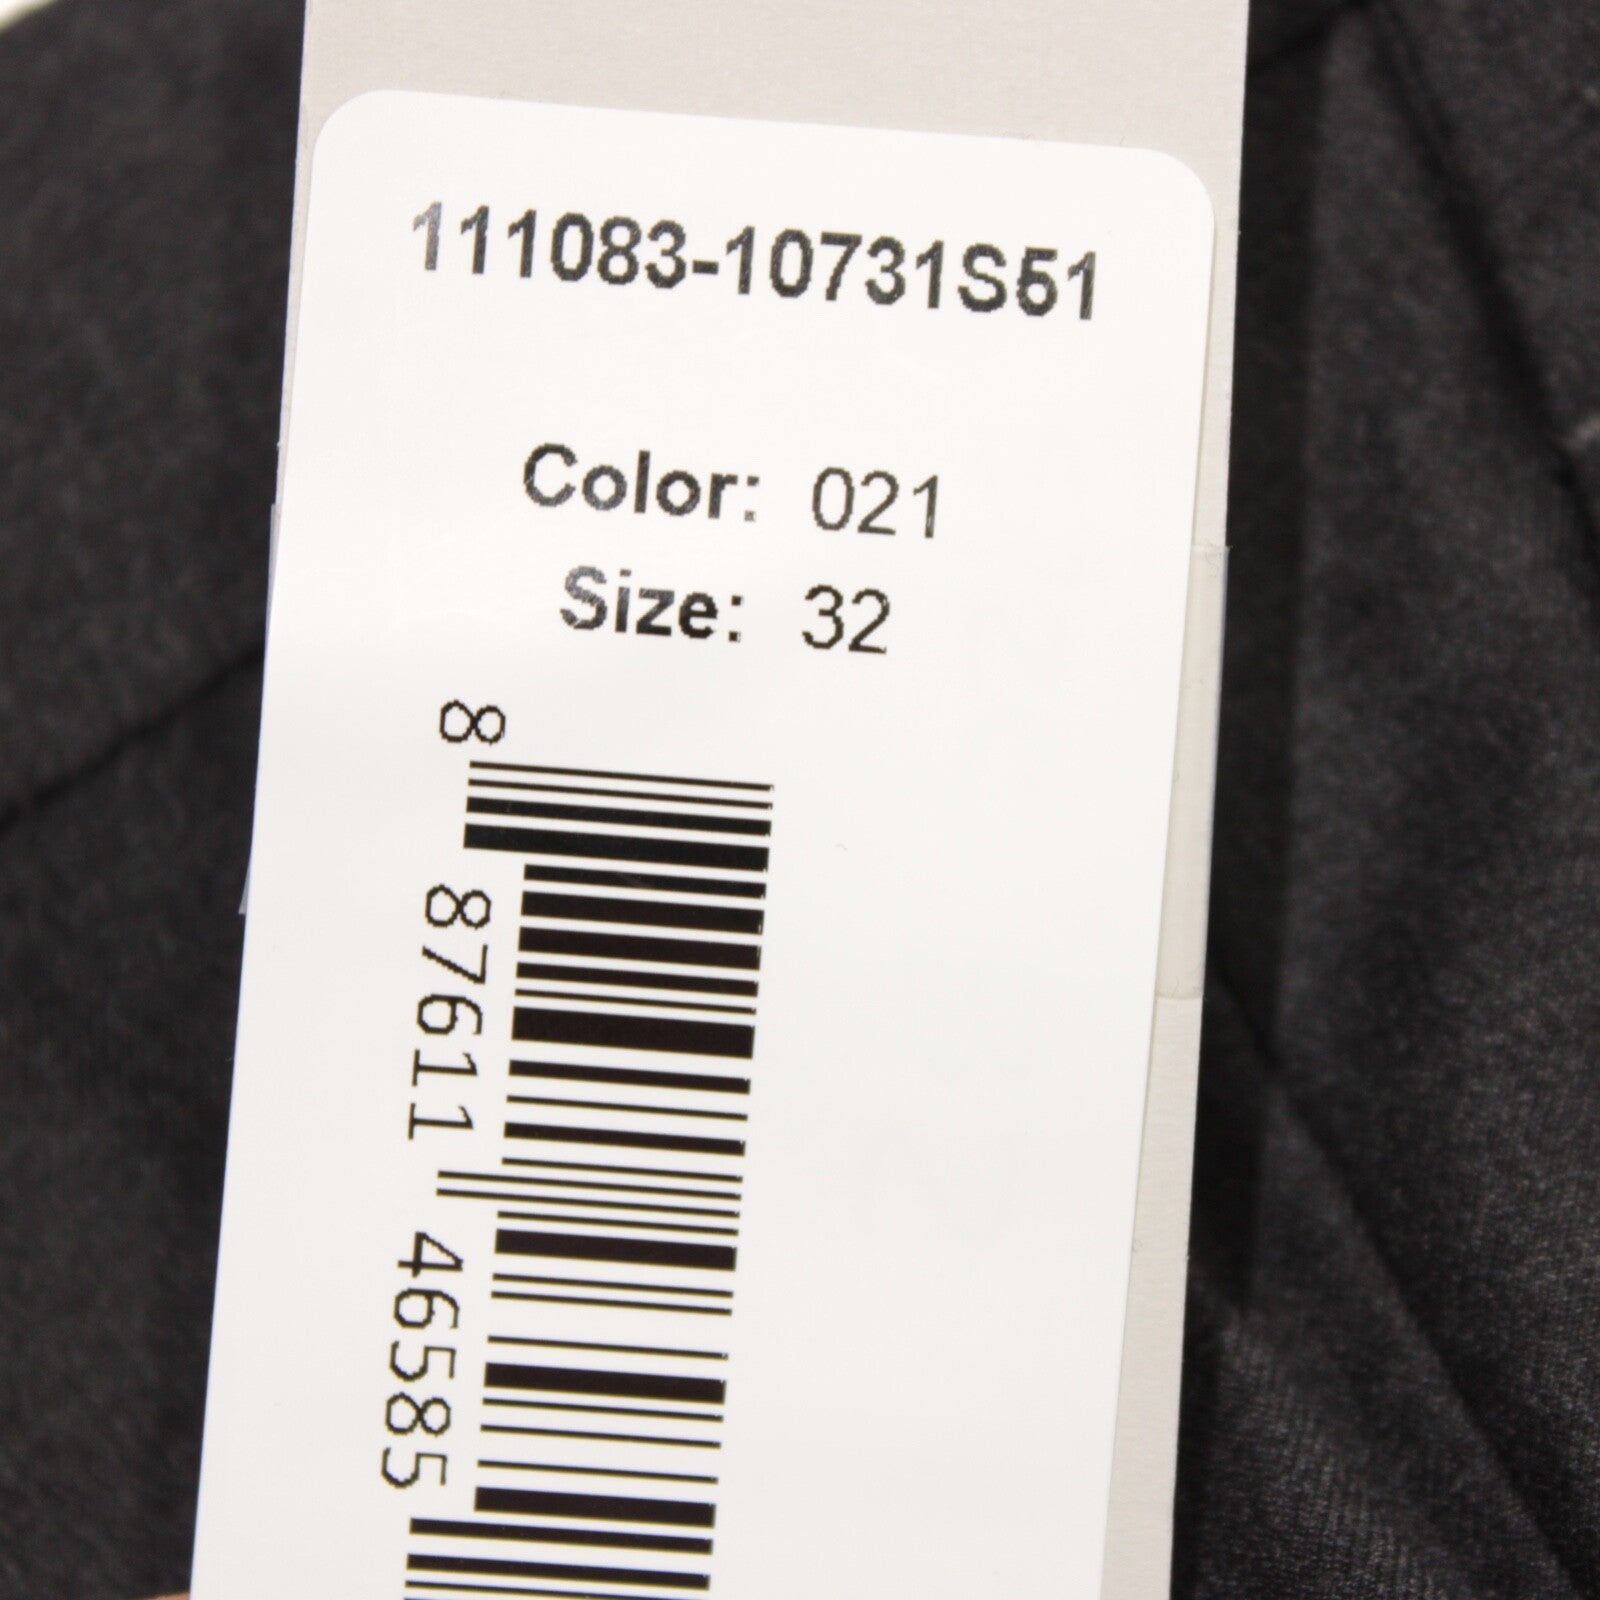 111083-10731S51
Color: 021
Size: 32
8 87611 46585